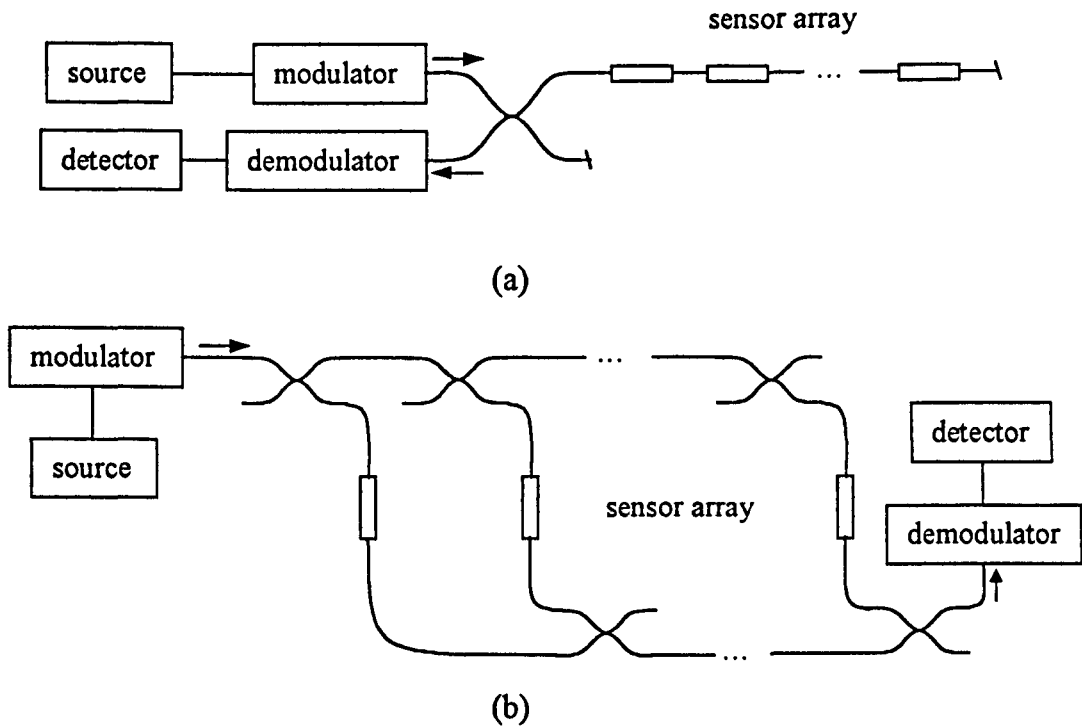 sensor array
source
modulator
...
detector
demodulator
(a)
modulator
...
detector
source
sensor array
demodulator
...
(b)